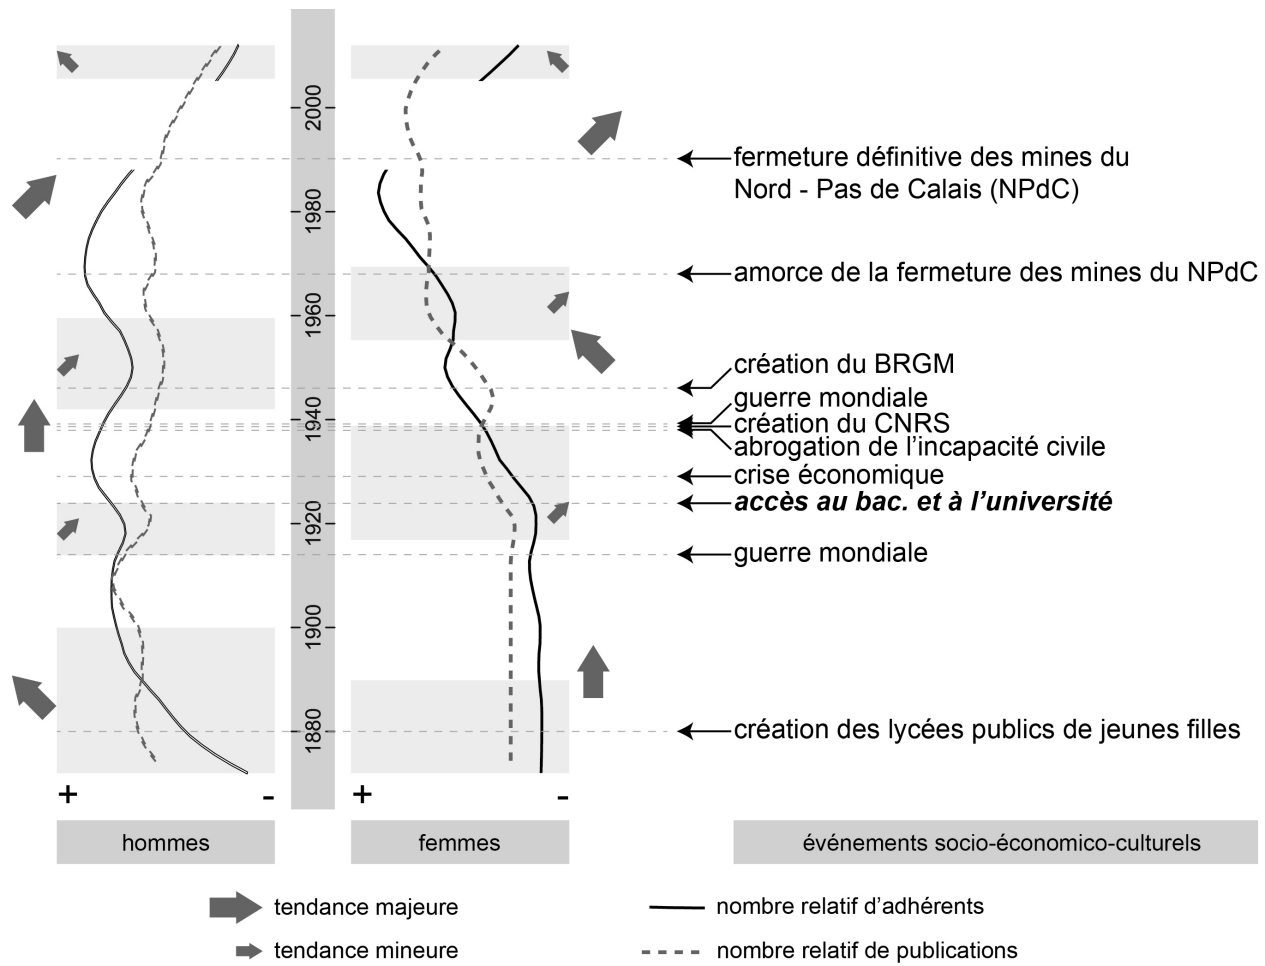 2000
1980
1960
1940
1920
1900
1880
fermeture définitive des mines du
Nord - Pas de Calais (NPdC)
amorce de la fermeture des mines du NPdC
création du BRGM
guerre mondiale
création du CNRS
abrogation de l'incapacité civile
crise économique
accès au bac. et à l'université
guerre mondiale
création des lycées publics de jeunes filles
+ -
+ -
hommes
femmes
événements socio-économico-culturels
tendance majeure
tendance mineure
nombre relatif d'adhérents
nombre relatif de publications